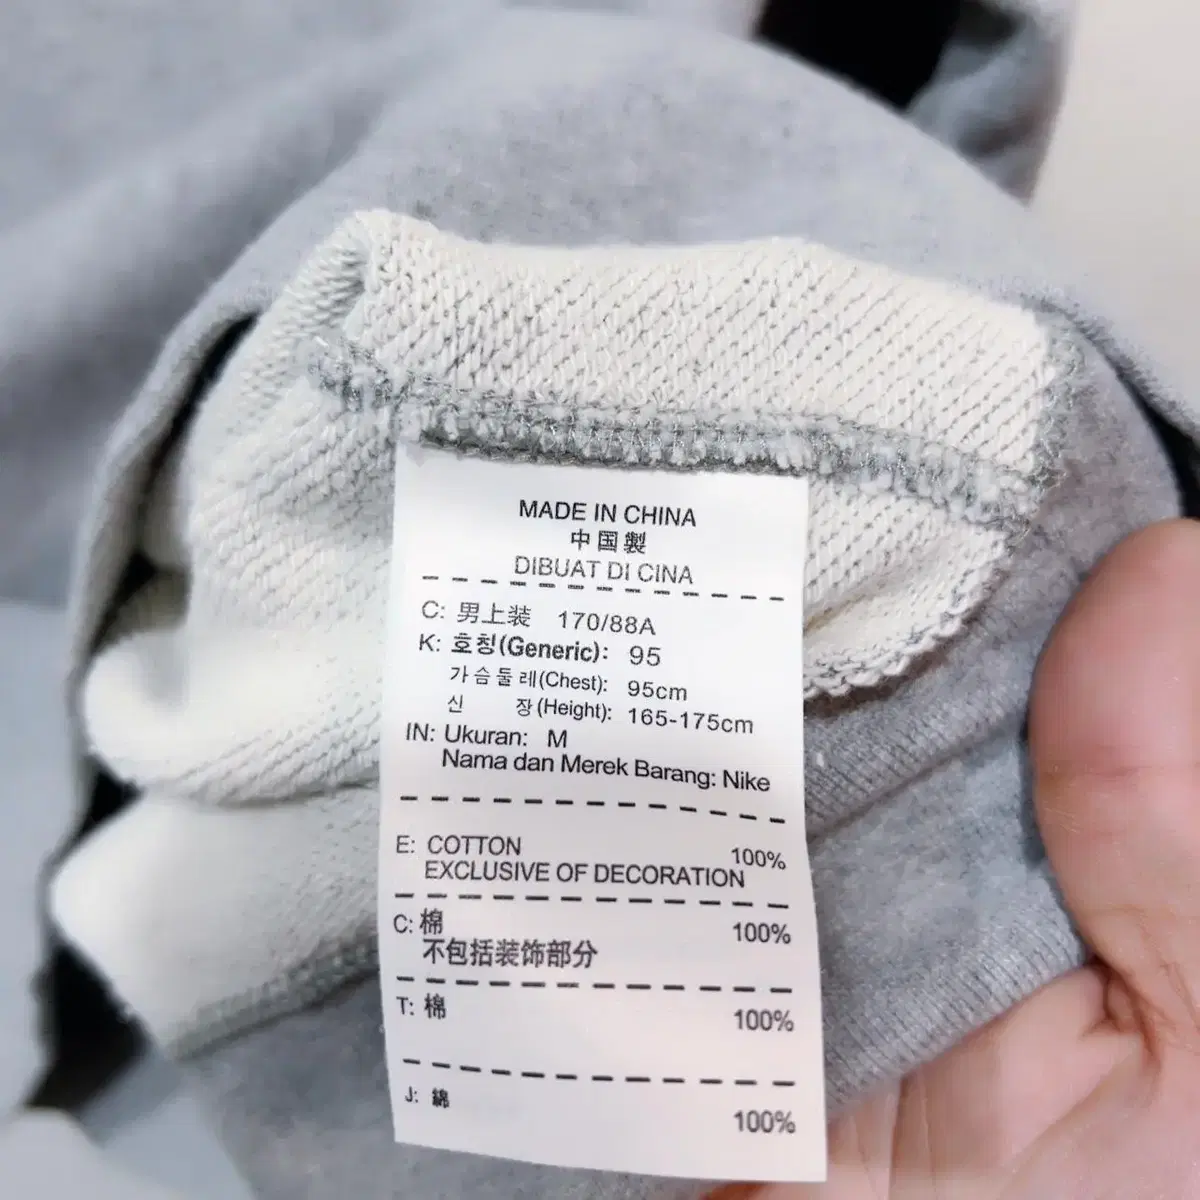 MADE IN CHINA
中国製
DIBUAT DI CINA
C: 男上装 170/88A
K: 호칭(Generic): 95
가슴둘레(Chest): 95cm
신 장(Height): 165-175cm
IN: Ukuran: M
Nama dan Merek Barang: Nike
E: COTTON 100%
EXCLUSIVE OF DECORATION
C: 棉 100%
不包括装饰部分
T: 棉 100%
J: 綿 100%